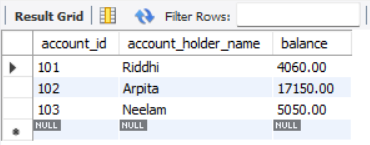 Result Grid Filter Rows:
account_id account_holder_name balance
101 Riddhi 4060.00
102 Arpita 17150.00
103 Neelam 5050.00
NULL NULL NULL